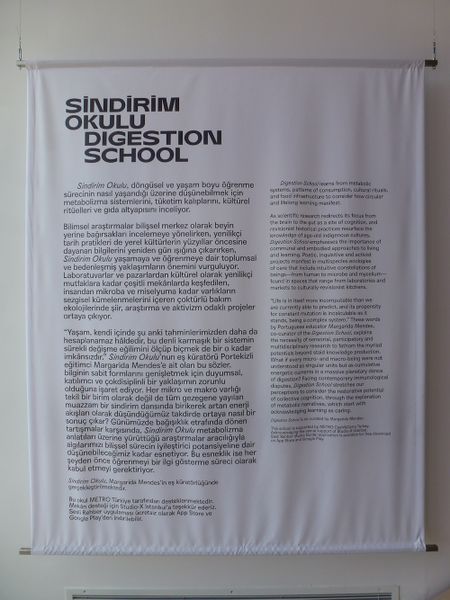 SİNDİRİM
OKULU
DIGESTION
SCHOOL
Sindirim Okulu, döngüsel ve yaşam boyu öğrenme
sürecinin nasıl yaşandığı üzerine düşünebilmek için
metabolizma sistemlerini, tüketim kalıplarını, kültürel
ritüelleri ve gıda altyapısını inceliyor.
Bilimsel araştırmalar bilişsel merkez olarak beyin
yerine bağırsakları incelemeye yönelirken, yenilikçi
tarih pratikleri de yerel kültürlerin yüzyıllar öncesine
dayanan bilgilerini yeniden gün ışığına çıkarırken,
Sindirim Okulu yaşamaya ve öğrenmeye dair toplumsal
ve bedenleşmiş yaklaşımların önemini vurguluyor.
Laboratuvarlar ve pazarlardan kültürel olarak yenilikçi
mutfaklara kadar çeşitli mekânlarda keşfedilen,
insandan mikroba ve miselyuma kadar varlıkların
sezgisel kümelenmelerini içeren çoktürlü bakım
ekolojilerinde şiir, araştırma ve aktivizm odaklı projeler
ortaya çıkıyor.
"Yaşam, kendi içinde şu anki tahminlerimizden daha da
hesaplanamaz hâldedir, bu denli karmaşık bir sistemin
sürekli değişme eğilimini ölçüp biçmek de bir o kadar
imkânsızdır." Sindirim Okulu'nun eş küratörü Portekizli
eğitimci Margarida Mendes'e ait olan bu sözler,
bilginin sabit formlarını genişletmek için duyumsal,
katılımcı ve çokdisiplinli bir yaklaşımın zorunlu
olduğuna işaret ediyor. Her mikro ve makro varlığı
tekil bir birim olarak değil de tüm gezegene yayılan
muazzam bir sindirim dansında birikerek artan enerji
akışları olarak düşündüğümüz takdirde ortaya nasıl bir
sonuç çıkar? Günümüzde bağışıklık etrafında dönen
tartışmalar karşısında, Sindirim Okulu metabolizma
anlatıları üzerine yürüttüğü araştırmalar aracılığıyla
algılarımızı bilişsel sürecin iyileştirici potansiyeline dair
düşünebileceğimiz kadar esnetiyor. Bu esneklik ise her
şeyden önce öğrenmeyi bir ilgi gösterme süreci olarak
kabul etmeyi gerektiriyor.
Sindirim Okulu, Margarida Mendes'in eş küratörlüğünde
gerçekleştirilmektedir.
Bu okul METRO Türkiye tarafından desteklenmektedir.
Mekân desteği için Studio-X Istanbul'a teşekkür ederiz.
Sesli Rehber uygulaması ücretsiz olarak App Store ve
Google Play'den indirilebilir.
Digestion School learns from metabolic
systems, patterns of consumption, cultural rituals,
and food infrastructure to consider how circular
and lifelong learning manifest.
As scientific research redirects its focus from
the brain to the gut as a site of cognition, and
revisionist historical practices resurface the
knowledge of age-old indigenous cultures,
Digestion School emphasises the importance of
communal and embodied approaches to living
and learning. Poetic, inquisitive and activist
projects manifest in multispecies ecologies
of care that include intuitive constellations of
beings—from human to microbe and mycelium—
found in spaces that range from laboratories and
markets to culturally revisionist kitchens.
"Life is in itself more incomputable than we
are currently able to predict, and its propensity
for constant mutation is incalculable as it
stands, being a complex system." These words
by Portuguese educator Margarida Mendes,
co-curator of the Digestion School, explains
the necessity of sensorial, participatory and
multidisciplinary research to fathom the myriad
potentials beyond staid knowledge production.
What if every micro- and macro-being were not
understood as singular units but as cumulative
energetic currents in a massive planetary dance
of digestion? Facing contemporary immunological
disputes, Digestion School stretches our
perceptions to consider the restorative potential
of collective cognition, through the exploration
of metabolic narratives, which start with
acknowledging learning as caring.
Digestion School is co-curated by Margarida Mendes.